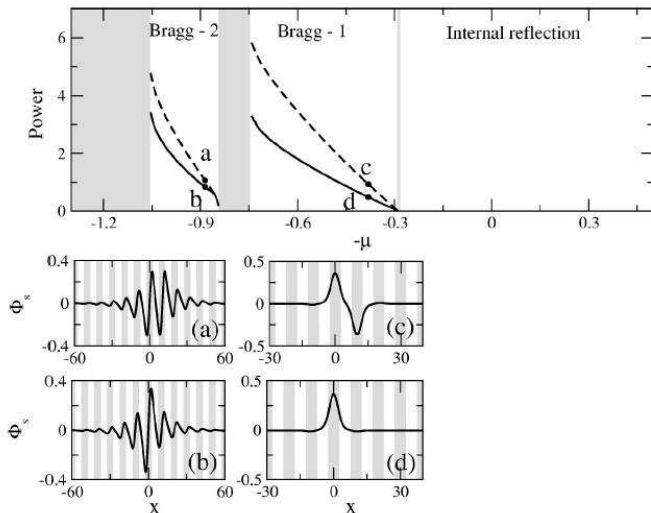 Bragg - 2 Bragg - 1 Internal reflection
Power
6
4
2
0
a
b
c
d
-1.2 -0.9 -0.6 -0.3 0 0.3
-μ
0.4 0.5
Φs 0 0
(a) (c)
-0.4 -0.5
-60 0 60 -30 0 30
0.4 0.5
Φs 0 0
(b) (d)
-0.4 -0.5
-60 0 60 -30 0 30
x x